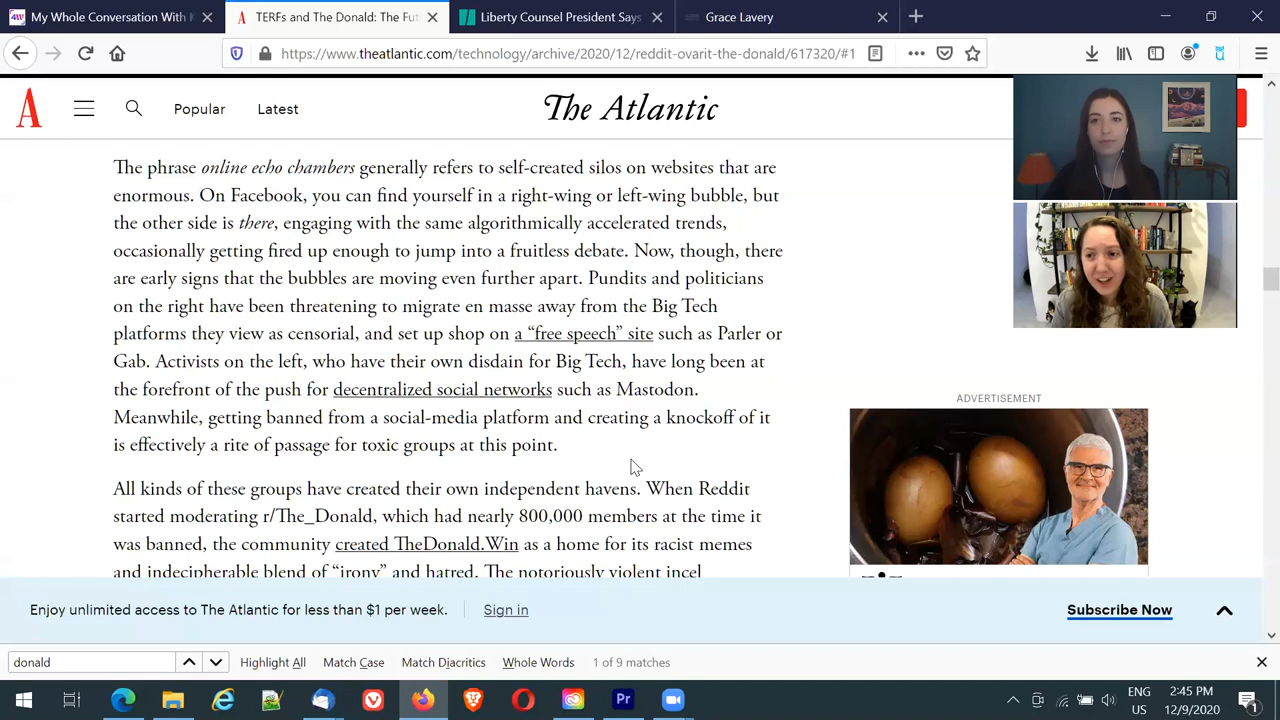 My Whole Conversation With K
TERFs and The Donald: The Fut
Liberty Counsel President Says
Grace Lavery
https://www.theatlantic.com/technology/archive/2020/12/reddit-ovarit-the-donald/617320/#1
Popular
Latest
The Atlantic
The phrase online echo chambers generally refers to self-created silos on websites that are
enormous. On Facebook, you can find yourself in a right-wing or left-wing bubble, but
the other side is there, engaging with the same algorithmically accelerated trends,
occasionally getting fired up enough to jump into a fruitless debate. Now, though, there
are early signs that the bubbles are moving even further apart. Pundits and politicians
on the right have been threatening to migrate en masse away from the Big Tech
platforms they view as censorial, and set up shop on a “free speech” site such as Parler or
Gab. Activists on the left, who have their own disdain for Big Tech, have long been at
the forefront of the push for decentralized social networks such as Mastodon.
Meanwhile, getting banned from a social-media platform and creating a knockoff of it
is effectively a rite of passage for toxic groups at this point.
All kinds of these groups have created their own independent havens. When Reddit
started moderating r/The_Donald, which had nearly 800,000 members at the time it
was banned, the community created TheDonald.Win as a home for its racist memes
and indecipherable blend of “irony” and hatred. The notoriously violent incel
ADVERTISEMENT
Enjoy unlimited access to The Atlantic for less than $1 per week.
Sign in
Subscribe Now
donald
Highlight All
Match Case
Match Diacritics
Whole Words
1 of 9 matches
ENG
US
2:45 PM
12/9/2020